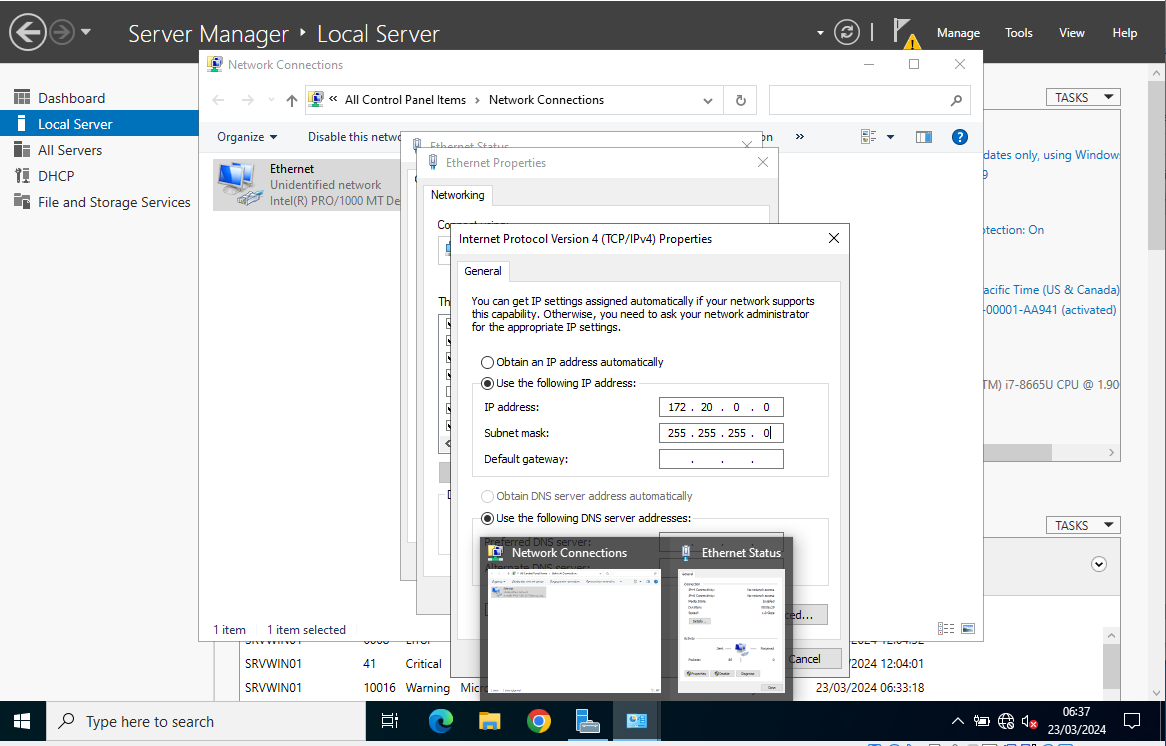 Server Manager ‣ Local Server
Manage Tools View Help
Network Connections
« All Control Panel Items › Network Connections
Dashboard
Local Server
All Servers
DHCP
File and Storage Services
TASKS
Organize Disable this netwo on »
Ethernet
Unidentified network
Intel(R) PRO/1000 MT De
Ethernet Status
Ethernet Properties
Networking
Internet Protocol Version 4 (TCP/IPv4) Properties
General
You can get IP settings assigned automatically if your network supports
this capability. Otherwise, you need to ask your network administrator
for the appropriate IP settings.
Obtain an IP address automatically
Use the following IP address:
IP address: 172 . 20 . 0 . 0
Subnet mask: 255 . 255 . 255 . 0
Default gateway: . . .
Obtain DNS server address automatically
Use the following DNS server addresses:
Preferred DNS server:
Alternate DNS server:
Network Connections
Ethernet Status
ced...
Cancel
dates only, using Windows
9
otection: On
acific Time (US & Canada)
-00001-AA941 (activated)
TM) i7-8665U CPU @ 1.90
TASKS
1 item 1 item selected
SRVWIN01 41 Critical /2024 12:04:01
SRVWIN01 10016 Warning Micro 23/03/2024 06:33:18
Type here to search
06:37
23/03/2024